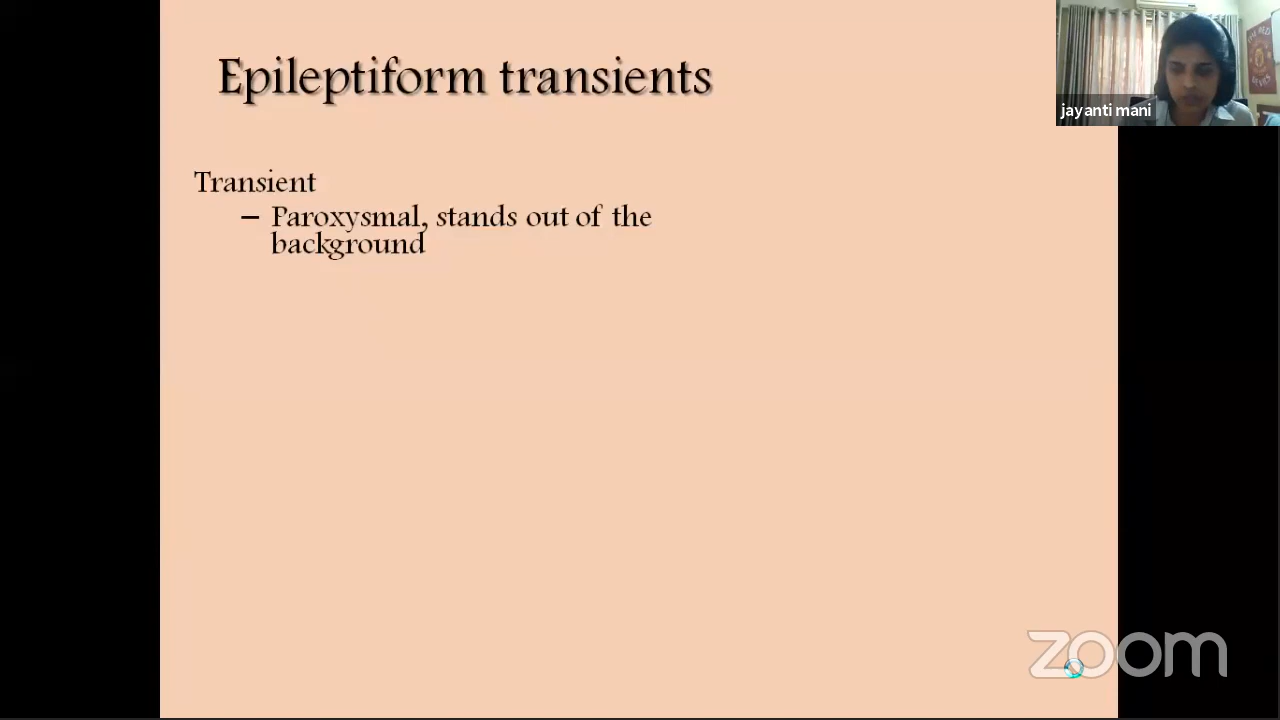 Epileptiform transients
jayanti mani
Transient
– Paroxysmal, stands out of the
background
zoom